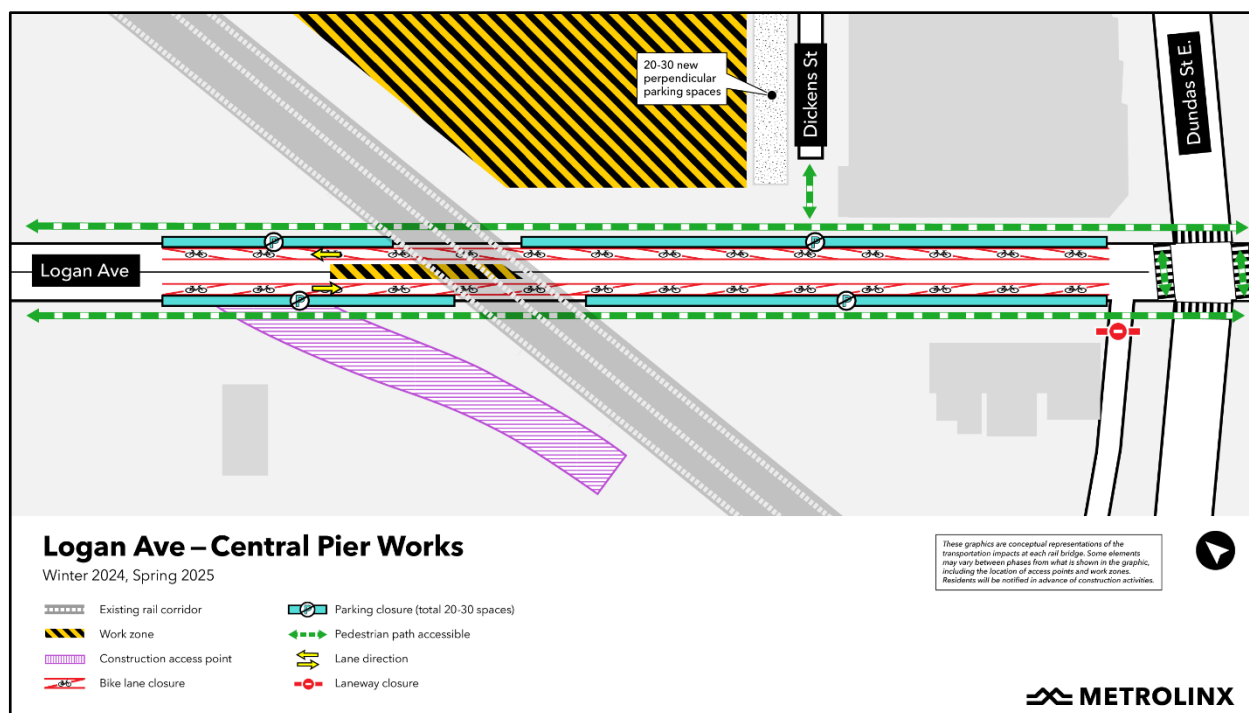 20-30 new
perpendicular
parking spaces
Dickens St
Dundas St E.
Logan Ave
Logan Ave – Central Pier Works
Winter 2024, Spring 2025
Existing rail corridor
Work zone
Construction access point
Bike lane closure
Parking closure (total 20-30 spaces)
Pedestrian path accessible
Lane direction
Laneway closure
These graphics are conceptual representations of the
transportation impacts at each rail bridge. Some elements
may vary between phases from what is shown in the graphic,
including the location of access points and work zones.
Residents will be notified in advance of construction activities.
METROLINX